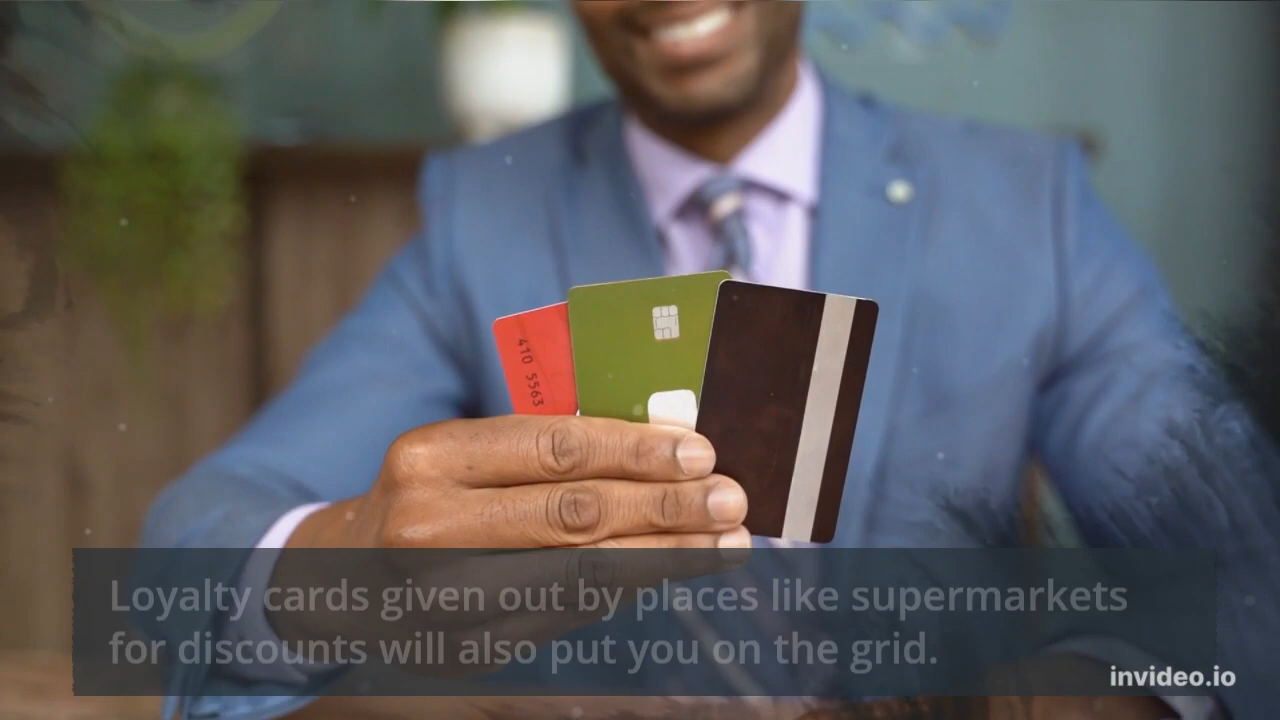 410 5563
Loyalty cards given out by places like supermarkets
for discounts will also put you on the grid.
invideo.io